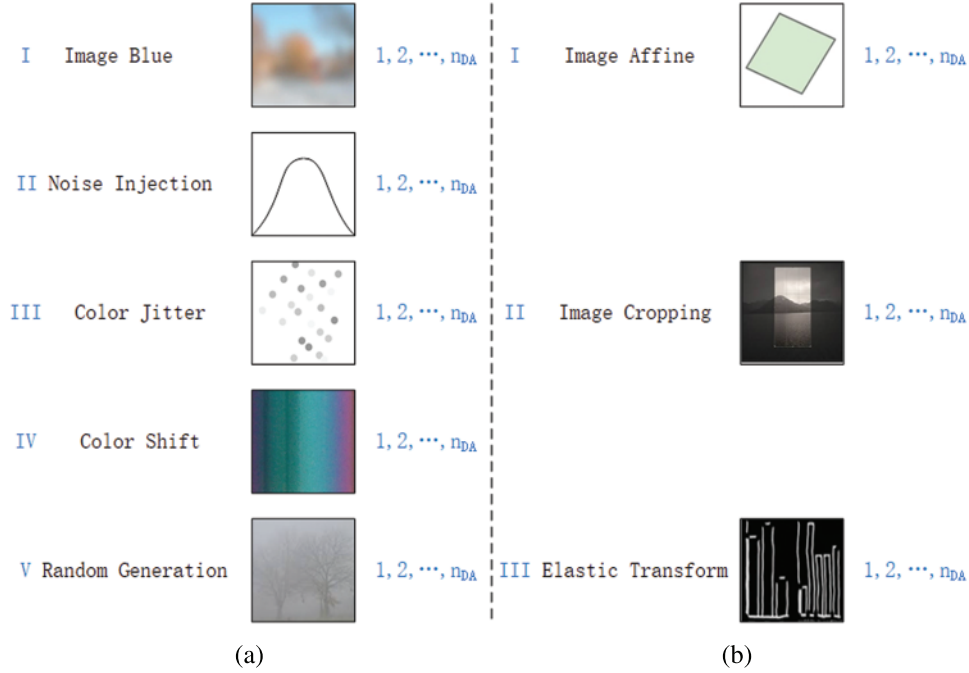 I Image Blue 1, 2, ⋯, nDA
II Noise Injection 1, 2, ⋯, nDA
III Color Jitter 1, 2, ⋯, nDA
IV Color Shift 1, 2, ⋯, nDA
V Random Generation 1, 2, ⋯, nDA
(a)
I Image Affine 1, 2, ⋯, nDA
II Image Cropping 1, 2, ⋯, nDA
III Elastic Transform 1, 2, ⋯, nDA
(b)